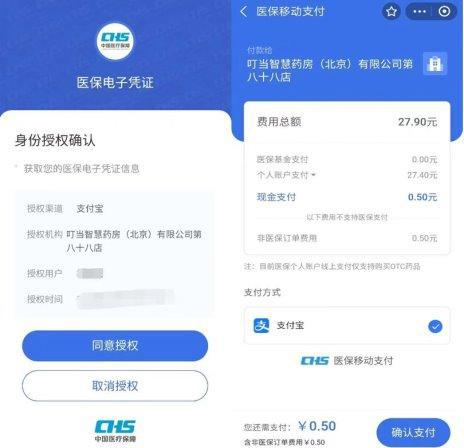 CHS
中国医疗保障
医保电子凭证
身份授权确认
获取您的医保电子凭证信息
授权渠道 支付宝
授权机构 叮当智慧药房（北京）有限公司第
八十八店
授权用户
授权时间
同意授权
取消授权
CHS
中国医疗保障
医保移动支付
付款给
叮当智慧药房（北京）有限公司第
八十八店
费用总额 27.90元
医保基金支付 0.00元
个人账户支付 27.40元
现金支付 0.50元
以下费用不支持医保支付
非医保订单费用 0.50元
注：目前医保个人账户线上支付仅支持购买OTC药品
支付方式
支 支付宝
CHS 医保移动支付
您还需支付：￥0.50
含非医保订单费用￥0.50
确认支付